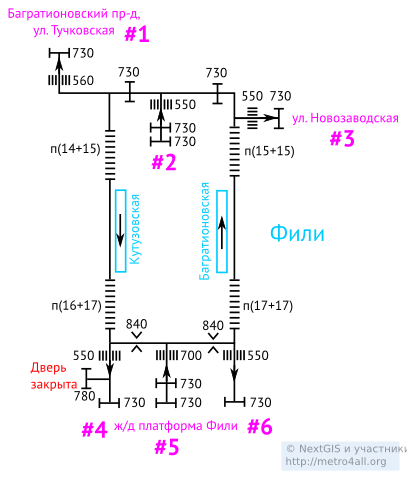 Багратионовский пр-д,
ул. Тучковская
#1
730
560
730
730
550
730
730
#2
550 730
ул. Новозаводская
#3
п(14+15)
п(15+15)
Кутузовская
Багратионовская
Фили
п(16+17)
п(17+17)
840
840
550
700
550
Дверь
закрыта
780
730
730
730
730
#4
ж/д платформа Фили
#5
#6
© NextGIS и участники
http://metro4all.org